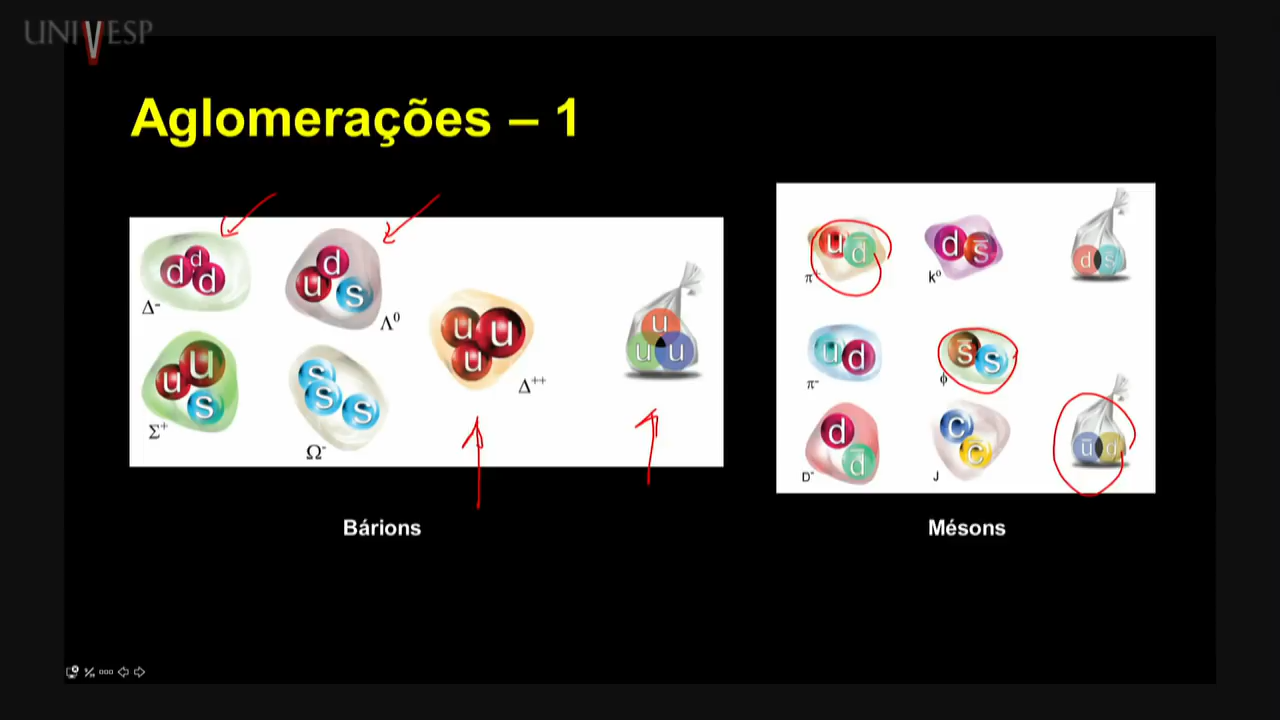 UNIVESP
Aglomerações – 1
d d d
Δ⁻
u d s
Λ⁰
u u u
Δ⁺⁺
u u u
u u s
Σ⁺
s s s
Ω⁻
Bárions
u d̅
π⁺
d s̅
k⁰
d s̅
u̅ d
π⁻
s̅ s
ϕ
d d̅
D⁻
c c̅
J
u̅ d
Mésons